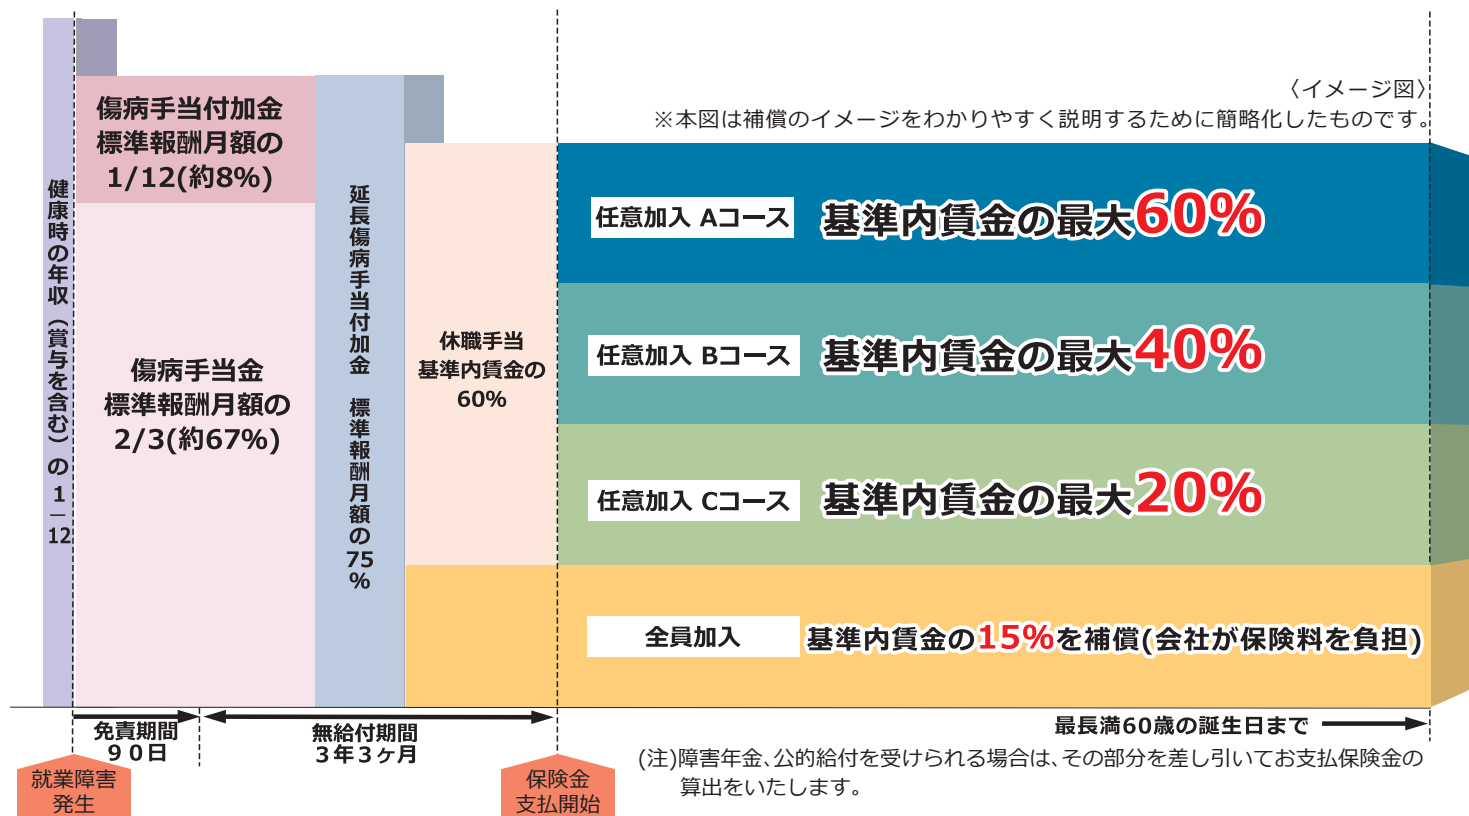 〈イメージ図〉
※本図は補償のイメージをわかりやすく説明するために簡略化したものです。
健康時の年収（賞与を含む）の1―12
傷病手当付加金
標準報酬月額の
1/12(約8%)
傷病手当金
標準報酬月額の
2/3(約67%)
延長傷病手当付加金　標準報酬月額の75%
休職手当
基準内賃金の
60%
任意加入 Aコース 基準内賃金の最大60%
任意加入 Bコース 基準内賃金の最大40%
任意加入 Cコース 基準内賃金の最大20%
全員加入 基準内賃金の15%を補償(会社が保険料を負担)
免責期間
９０日
無給付期間
３年３ヶ月
最長満60歳の誕生日まで
就業障害
発生
保険金
支払開始
(注)障害年金、公的給付を受けられる場合は、その部分を差し引いてお支払保険金の
算出をいたします。